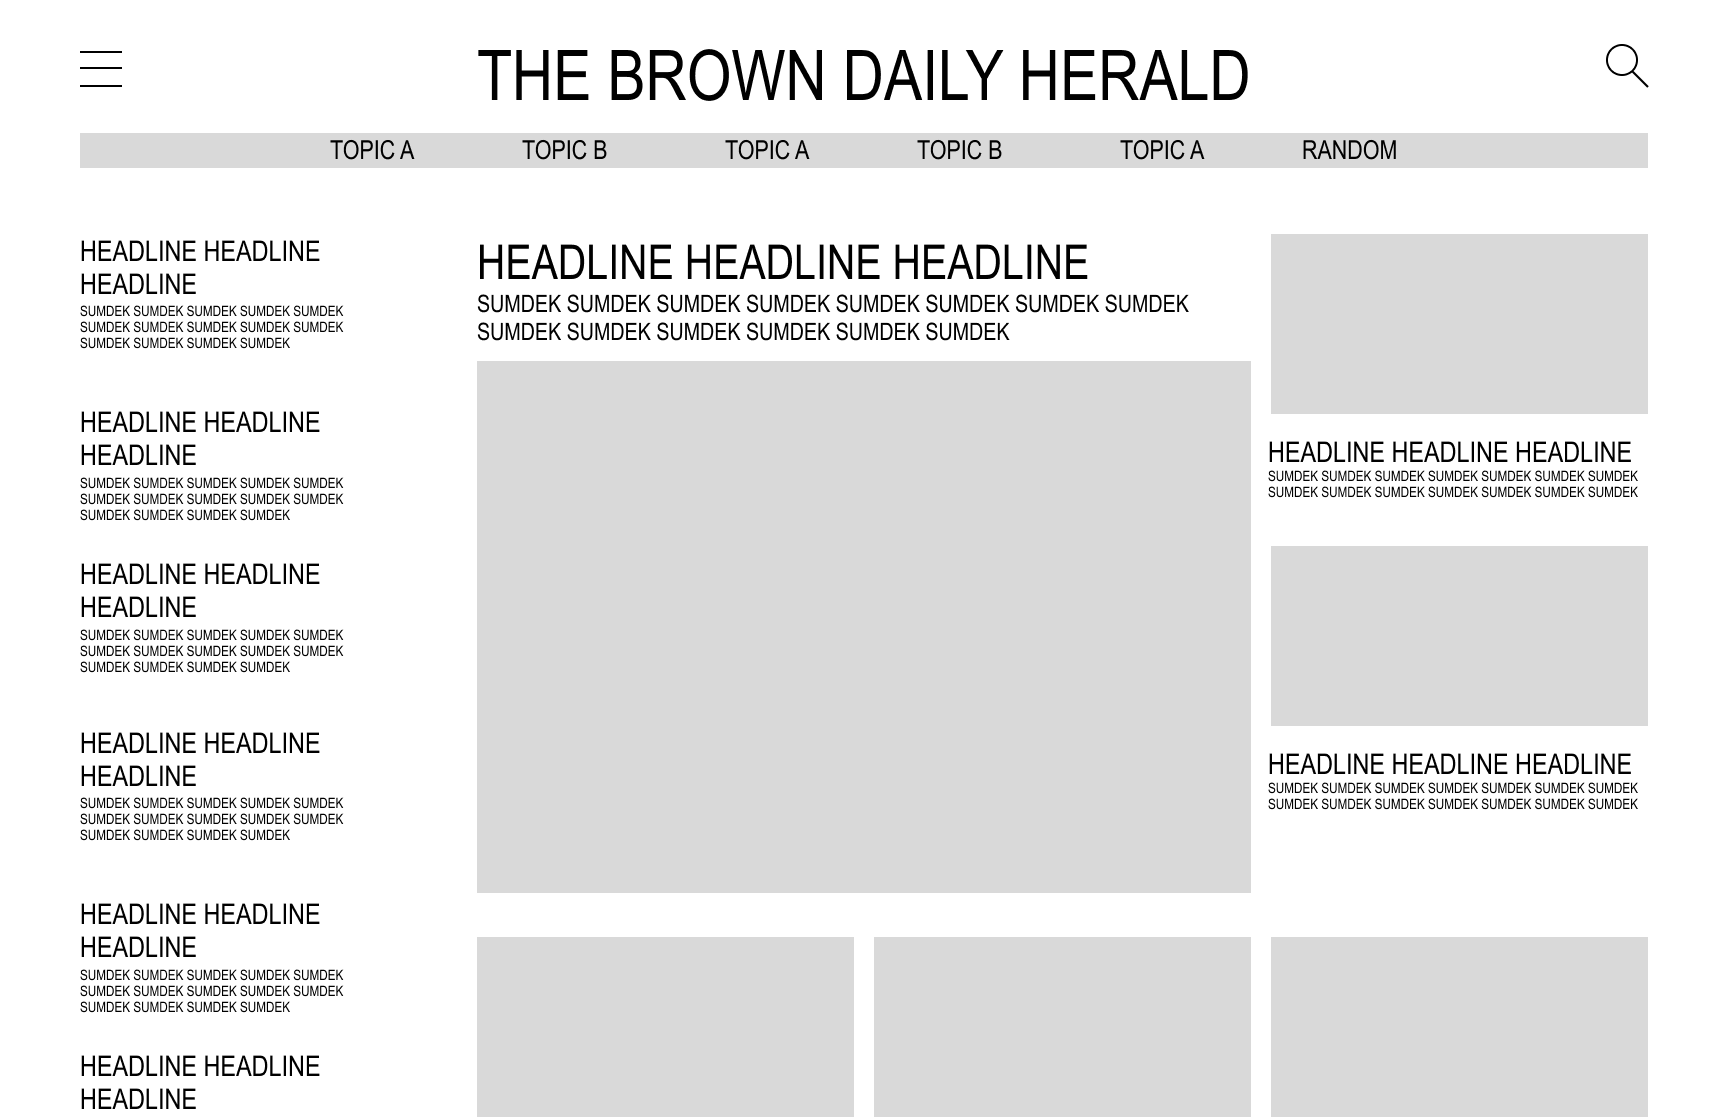 THE BROWN DAILY HERALD
TOPIC A TOPIC B TOPIC A TOPIC B TOPIC A RANDOM
HEADLINE HEADLINE
HEADLINE
SUMDEK SUMDEK SUMDEK SUMDEK SUMDEK
SUMDEK SUMDEK SUMDEK SUMDEK SUMDEK
SUMDEK SUMDEK SUMDEK SUMDEK
HEADLINE HEADLINE
HEADLINE
SUMDEK SUMDEK SUMDEK SUMDEK SUMDEK
SUMDEK SUMDEK SUMDEK SUMDEK SUMDEK
SUMDEK SUMDEK SUMDEK SUMDEK
HEADLINE HEADLINE
HEADLINE
SUMDEK SUMDEK SUMDEK SUMDEK SUMDEK
SUMDEK SUMDEK SUMDEK SUMDEK SUMDEK
SUMDEK SUMDEK SUMDEK SUMDEK
HEADLINE HEADLINE
HEADLINE
SUMDEK SUMDEK SUMDEK SUMDEK SUMDEK
SUMDEK SUMDEK SUMDEK SUMDEK SUMDEK
SUMDEK SUMDEK SUMDEK SUMDEK
HEADLINE HEADLINE
HEADLINE
SUMDEK SUMDEK SUMDEK SUMDEK SUMDEK
SUMDEK SUMDEK SUMDEK SUMDEK SUMDEK
SUMDEK SUMDEK SUMDEK SUMDEK
HEADLINE HEADLINE
HEADLINE
HEADLINE HEADLINE HEADLINE
SUMDEK SUMDEK SUMDEK SUMDEK SUMDEK SUMDEK SUMDEK SUMDEK
SUMDEK SUMDEK SUMDEK SUMDEK SUMDEK SUMDEK
HEADLINE HEADLINE HEADLINE
SUMDEK SUMDEK SUMDEK SUMDEK SUMDEK SUMDEK SUMDEK
SUMDEK SUMDEK SUMDEK SUMDEK SUMDEK SUMDEK SUMDEK
HEADLINE HEADLINE HEADLINE
SUMDEK SUMDEK SUMDEK SUMDEK SUMDEK SUMDEK SUMDEK
SUMDEK SUMDEK SUMDEK SUMDEK SUMDEK SUMDEK SUMDEK